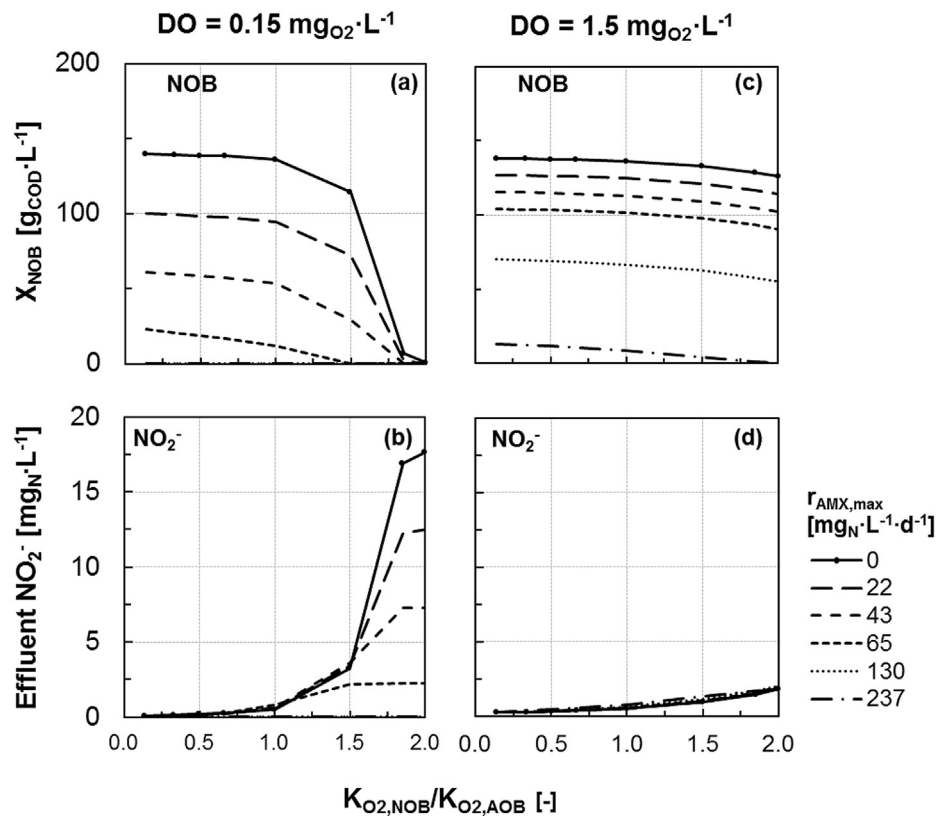 DO = 0.15 mgO2·L-1
DO = 1.5 mgO2·L-1
200
NOB
(a)
NOB
(c)
XNOB [gCOD·L-1]
100
0
20
NO2-
(b)
NO2-
(d)
Effluent NO2- [mgN·L-1]
15
10
5
0
0.0 0.5 1.0 1.5 2.0
0.0 0.5 1.0 1.5 2.0
rAMX,max
[mgN·L-1·d-1]
0
22
43
65
130
237
KO2,NOB/KO2,AOB [-]